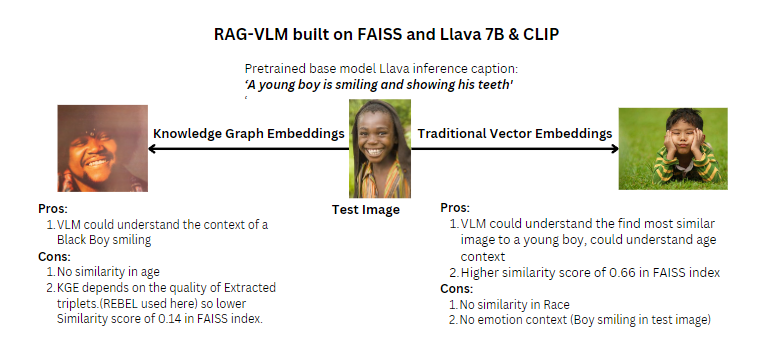 RAG-VLM built on FAISS and Llava 7B & CLIP
Pretrained base model Llava inference caption:
'A young boy is smiling and showing his teeth'
'
Knowledge Graph Embeddings
Traditional Vector Embeddings
Test Image
Pros:
1.VLM could understand the context of a
Black Boy smiling
Cons:
1.No similarity in age
2.KGE depends on the quality of Extracted
triplets.(REBEL used here) so lower
Similarity score of 0.14 in FAISS index.
Pros:
1.VLM could understand the find most similar
image to a young boy, could understand age
context
2.Higher similarity score of 0.66 in FAISS index
Cons:
1.No similarity in Race
2.No emotion context (Boy smiling in test image)